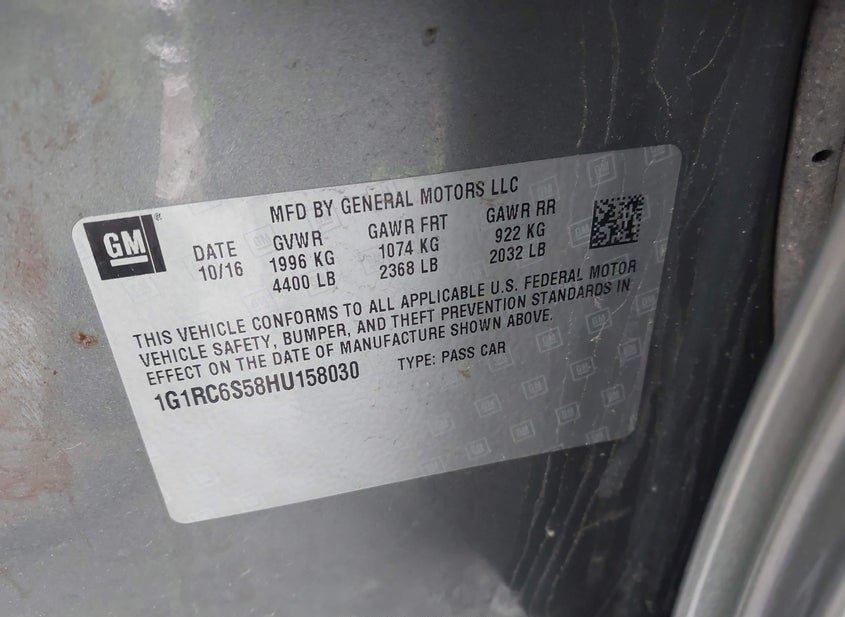 GM
MFD BY GENERAL MOTORS LLC
DATE GVWR GAWR FRT GAWR RR
10/16 1996 KG 1074 KG 922 KG
4400 LB 2368 LB 2032 LB
THIS VEHICLE CONFORMS TO ALL APPLICABLE U.S. FEDERAL MOTOR
VEHICLE SAFETY, BUMPER, AND THEFT PREVENTION STANDARDS IN
EFFECT ON THE DATE OF MANUFACTURE SHOWN ABOVE.
1G1RC6S58HU158030 TYPE: PASS CAR